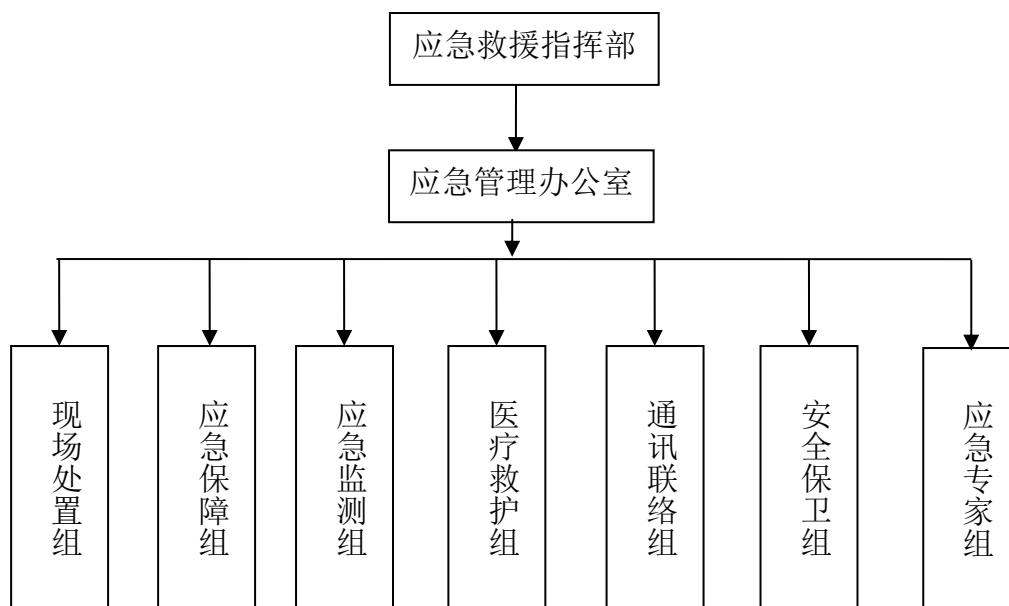 应急救援指挥部
应急管理办公室
现场处置组
应急保障组
应急监测组
医疗救护组
通讯联络组
安全保卫组
应急专家组